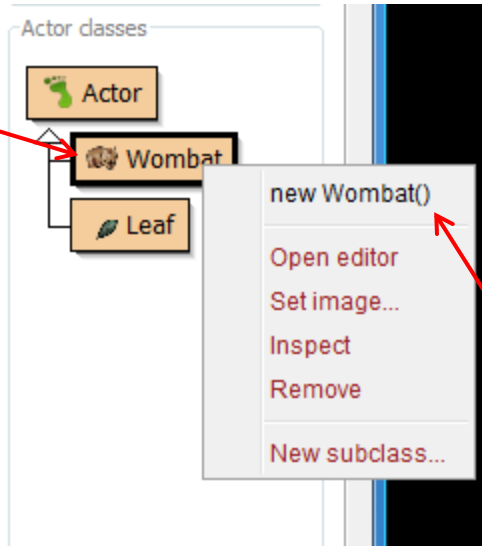 Actor classes
Actor
Wombat
Leaf
new Wombat()
Open editor
Set image...
Inspect
Remove
New subclass...